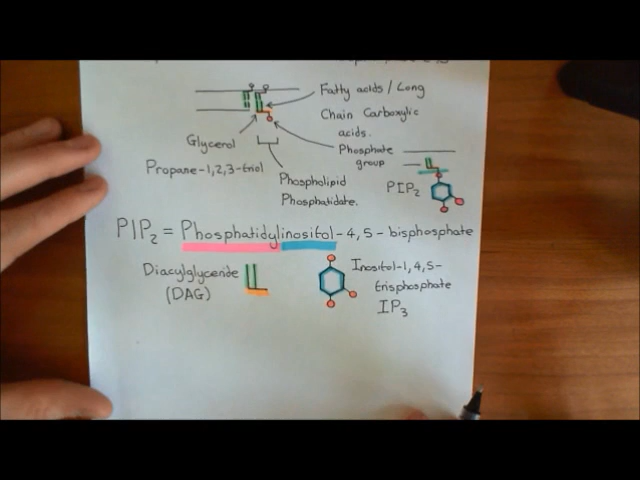 Fatty acids / Long
Chain Carboxylic
acids.
Glycerol
Phosphate
group
Propane-1,2,3-triol
Phospholipid
Phosphatidate.
PIP2
PIP2 = Phosphatidylinositol-4,5-bisphosphate
Diacylglyceride
(DAG)
Inositol-1,4,5-
trisphosphate
IP3